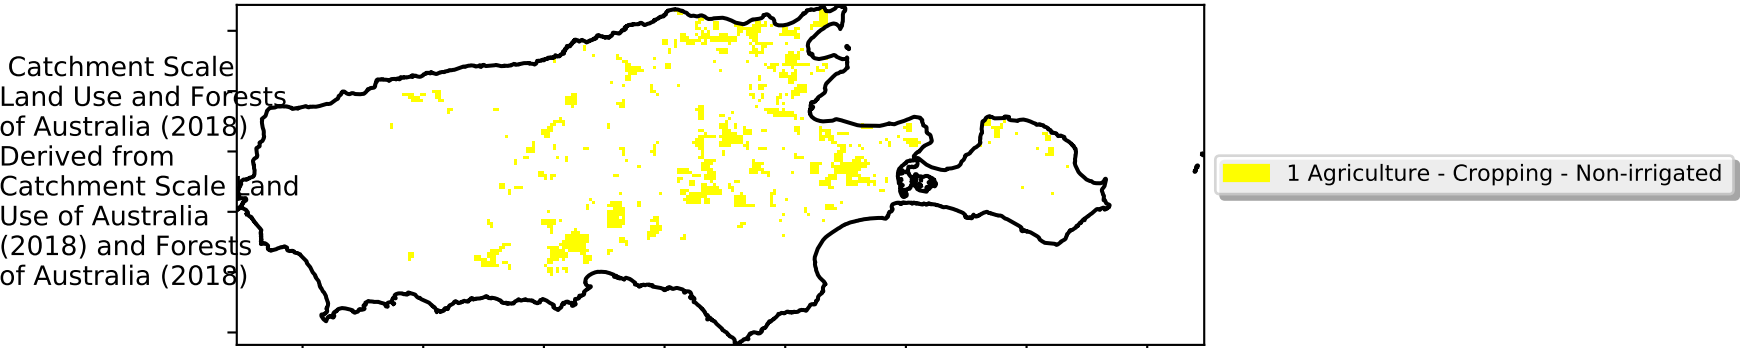 Catchment Scale
Land Use and Forests
of Australia (2018)
Derived from
Catchment Scale Land
Use of Australia
(2018) and Forests
of Australia (2018)
1 Agriculture - Cropping - Non-irrigated